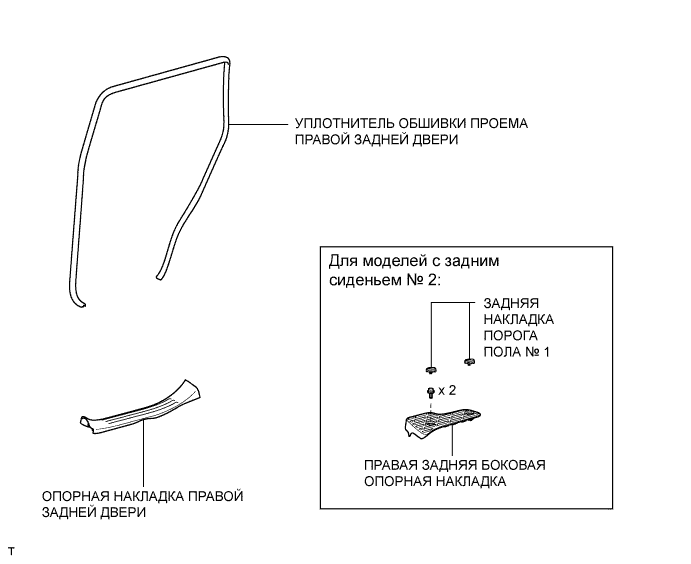 УПЛОТНИТЕЛЬ ОБШИВКИ ПРОЕМА
ПРАВОЙ ЗАДНЕЙ ДВЕРИ
Для моделей с задним
сиденьем № 2:
ЗАДНЯЯ
НАКЛАДКА
ПОРОГА
ПОЛА № 1
x 2
ПРАВАЯ ЗАДНЯЯ БОКОВАЯ
ОПОРНАЯ НАКЛАДКА
ОПОРНАЯ НАКЛАДКА ПРАВОЙ
ЗАДНЕЙ ДВЕРИ
T